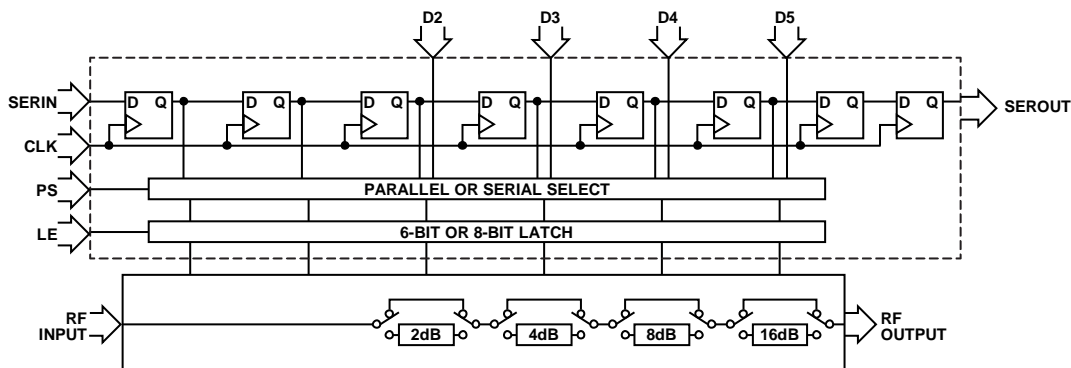 D2 D3 D4 D5
SERIN D Q D Q D Q D Q D Q D Q D Q D Q SEROUT
CLK
PS PARALLEL OR SERIAL SELECT
LE 6-BIT OR 8-BIT LATCH
RF INPUT 2dB 4dB 8dB 16dB RF OUTPUT